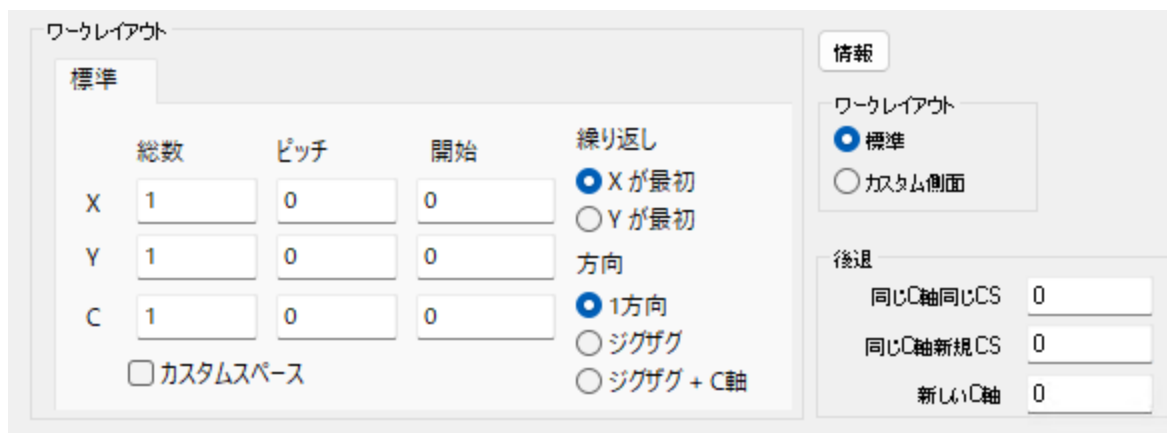 ワークレイアウト
標準
総数 ピッチ 開始
X 1 0 0
Y 1 0 0
C 1 0 0
カスタムスペース
繰り返し
X が最初
Y が最初
方向
1方向
ジグザグ
ジグザグ + C軸
情報
ワークレイアウト
標準
カスタム側面
後退
同じC軸同じCS 0
同じC軸新規CS 0
新しいC軸 0